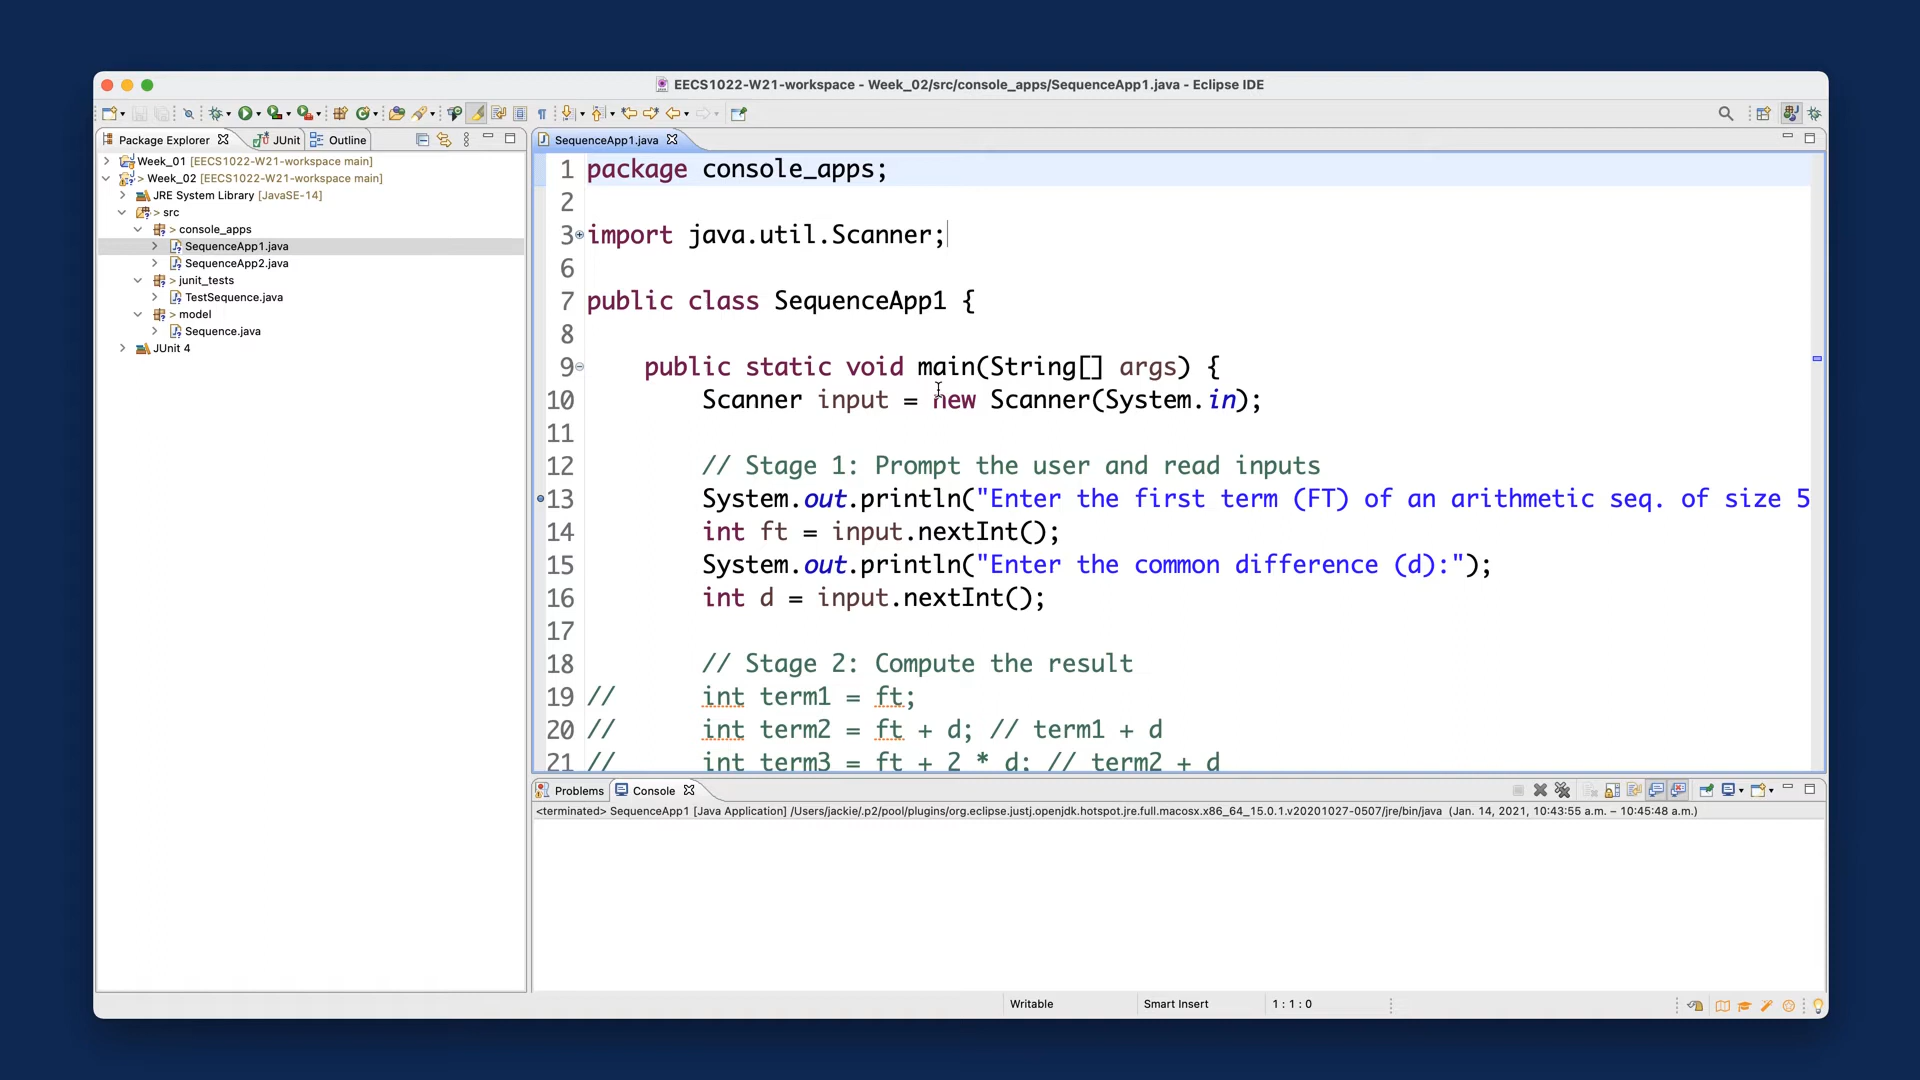 EECS1022-W21-workspace - Week_02/src/console_apps/SequenceApp1.java - Eclipse IDE
Package Explorer
JUnit
Outline
SequenceApp1.java
Week_01 [EECS1022-W21-workspace main]
> Week_02 [EECS1022-W21-workspace main]
JRE System Library [JavaSE-14]
> src
> console_apps
SequenceApp1.java
SequenceApp2.java
> junit_tests
TestSequence.java
> model
Sequence.java
JUnit 4
1 package console_apps;
2
3 import java.util.Scanner;
6
7 public class SequenceApp1 {
8
9 public static void main(String[] args) {
10 Scanner input = new Scanner(System.in);
11
12 // Stage 1: Prompt the user and read inputs
13 System.out.println("Enter the first term (FT) of an arithmetic seq. of size 5
14 int ft = input.nextInt();
15 System.out.println("Enter the common difference (d):");
16 int d = input.nextInt();
17
18 // Stage 2: Compute the result
19 // int term1 = ft;
20 // int term2 = ft + d; // term1 + d
21 // int term3 = ft + 2 * d; // term2 + d
Problems
Console
<terminated> SequenceApp1 [Java Application] /Users/jackie/.p2/pool/plugins/org.eclipse.justj.openjdk.hotspot.jre.full.macosx.x86_64_15.0.1.v20201027-0507/jre/bin/java (Jan. 14, 2021, 10:43:55 a.m. – 10:45:48 a.m.)
Writable
Smart Insert
1 : 1 : 0